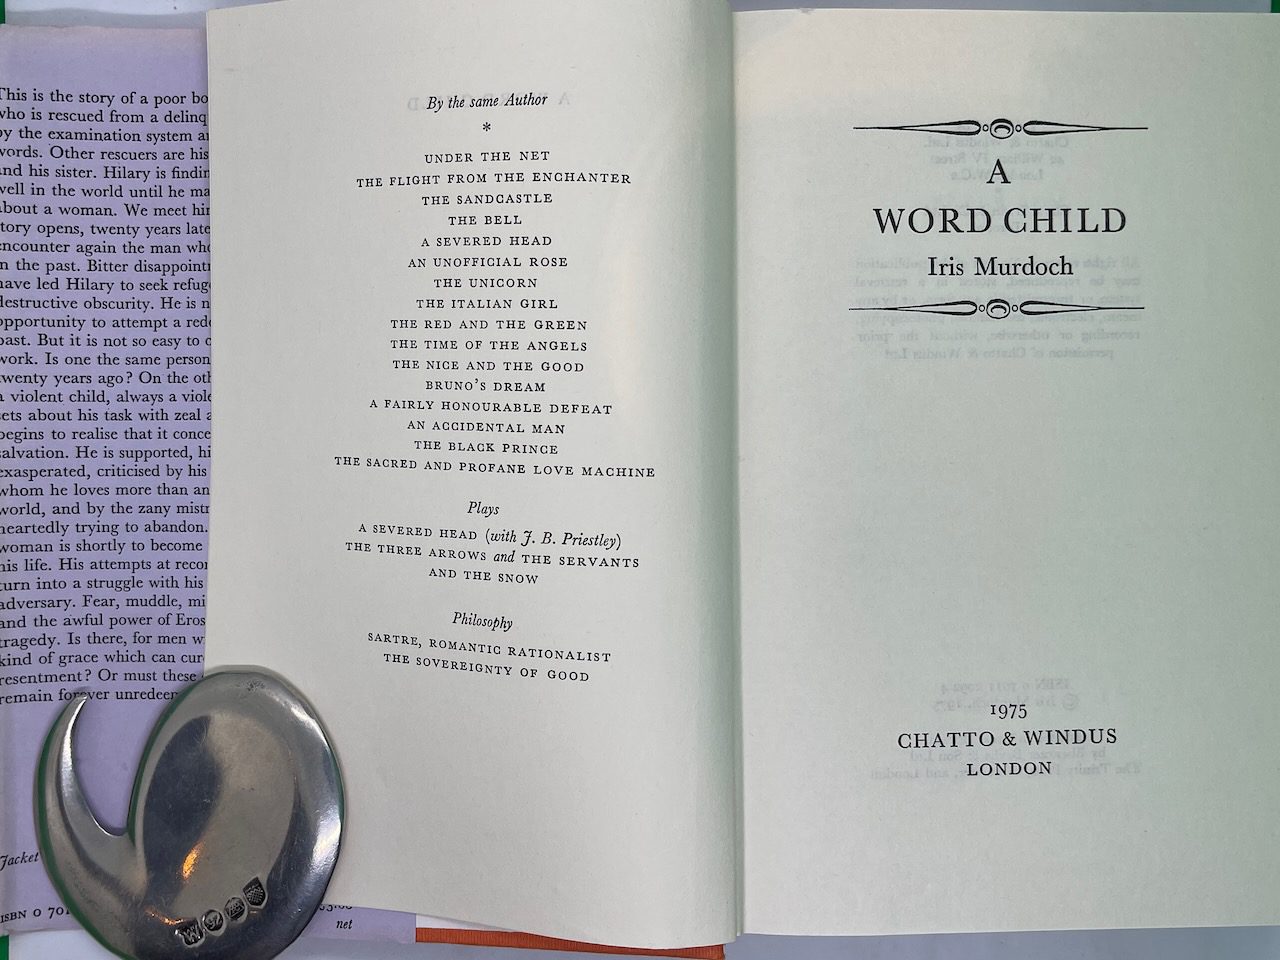 This is the story of a poor bo
who is rescued from a delinq
by the examination system a
words. Other rescuers are his
and his sister. Hilary is findin
well in the world until he ma
about a woman. We meet hi
story opens, twenty years late
encounter again the man wh
in the past. Bitter disappoint
have led Hilary to seek refug
destructive obscurity. He is n
opportunity to attempt a red
past. But it is not so easy to
work. Is one the same person
twenty years ago? On the oth
a violent child, always a viol
sets about his task with zeal a
begins to realise that it conce
salvation. He is supported, hi
exasperated, criticised by his
whom he loves more than an
world, and by the zany mistr
heartedly trying to abandon.
woman is shortly to become
his life. His attempts at recon
turn into a struggle with his
adversary. Fear, muddle, mi
and the awful power of Eros
tragedy. Is there, for men w
kind of grace which can cur
resentment? Or must these
remain forever unredeem
Jacket
ISBN 0 701
net
By the same Author
*
UNDER THE NET
THE FLIGHT FROM THE ENCHANTER
THE SANDCASTLE
THE BELL
A SEVERED HEAD
AN UNOFFICIAL ROSE
THE UNICORN
THE ITALIAN GIRL
THE RED AND THE GREEN
THE TIME OF THE ANGELS
THE NICE AND THE GOOD
BRUNO'S DREAM
A FAIRLY HONOURABLE DEFEAT
AN ACCIDENTAL MAN
THE BLACK PRINCE
THE SACRED AND PROFANE LOVE MACHINE
Plays
A SEVERED HEAD (with J. B. Priestley)
THE THREE ARROWS and THE SERVANTS
AND THE SNOW
Philosophy
SARTRE, ROMANTIC RATIONALIST
THE SOVEREIGNTY OF GOOD
A
WORD CHILD
Iris Murdoch
1975
CHATTO & WINDUS
LONDON